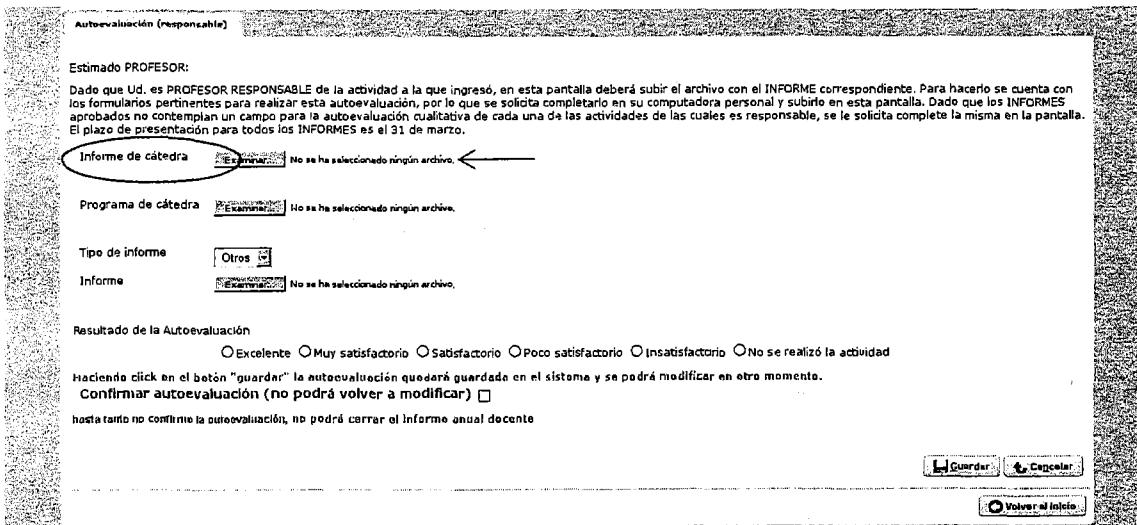 Autoevaluación (responsable)
Estimado PROFESOR:
Dado que Ud. es PROFESOR RESPONSABLE de la actividad a la que ingresó, en esta pantalla deberá subir el archivo con el INFORME correspondiente. Para hacerlo se cuenta con
los formularios pertinentes para realizar esta autoevaluación, por lo que se solicita completarlo en su computadora personal y subirlo en esta pantalla. Dado que los INFORMES
aprobados no contemplan un campo para la autoevaluación cualitativa de cada una de las actividades de las cuales es responsable, se le solicita complete la misma en la pantalla.
El plazo de presentación para todos los INFORMES es el 31 de marzo.
Informe de cátedra Examinar... No se ha seleccionado ningún archivo.
Programa de cátedra Examinar... No se ha seleccionado ningún archivo.
Tipo de informe Otros
Informe Examinar... No se ha seleccionado ningún archivo.
Resultado de la Autoevaluación
Excelente Muy satisfactorio Satisfactorio Poco satisfactorio Insatisfactorio No se realizó la actividad
Haciendo click en el botón "guardar" la autoevaluación quedará guardada en el sistema y se podrá modificar en otro momento.
Confirmar autoevaluación (no podrá volver a modificar)
hasta tanto no confirme la autoevaluación, no podrá cerrar el informe anual docente
Guardar Cancelar
Volver al inicio